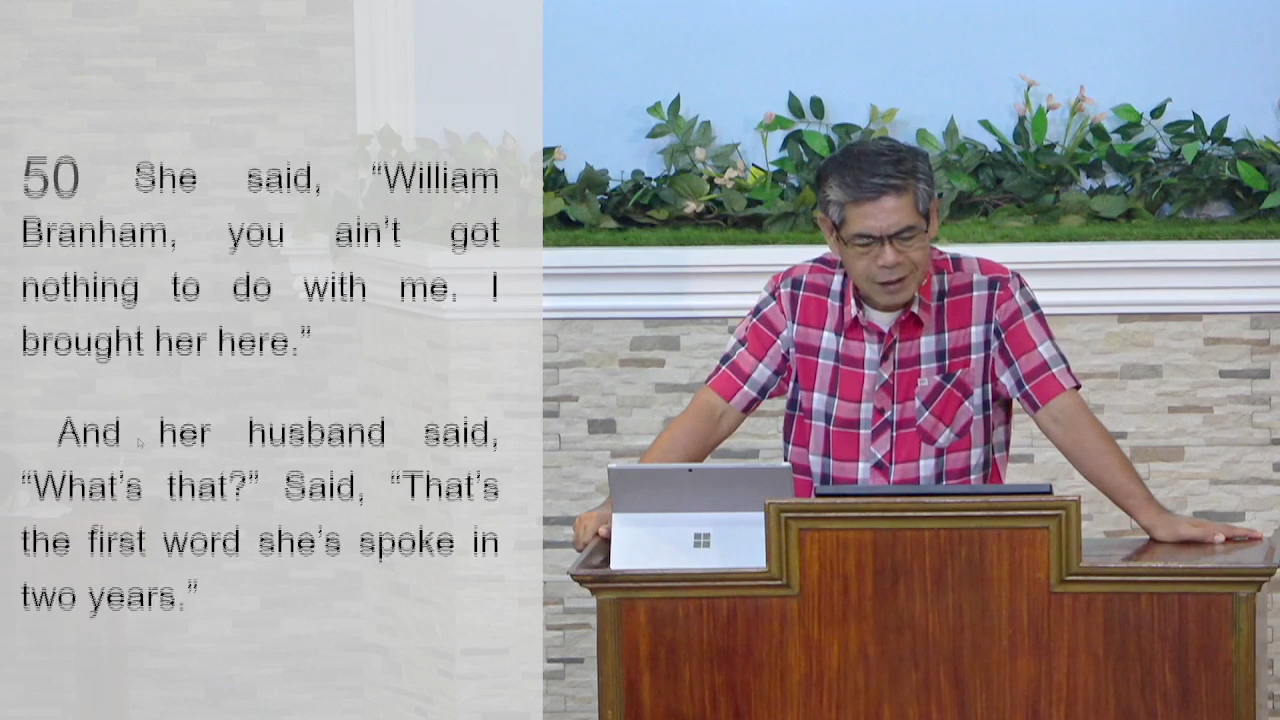 50 She said, “William
Branham, you ain’t got
nothing to do with me. I
brought her here.”
And her husband said,
“What’s that?” Said, “That’s
the first word she’s spoke in
two years.”